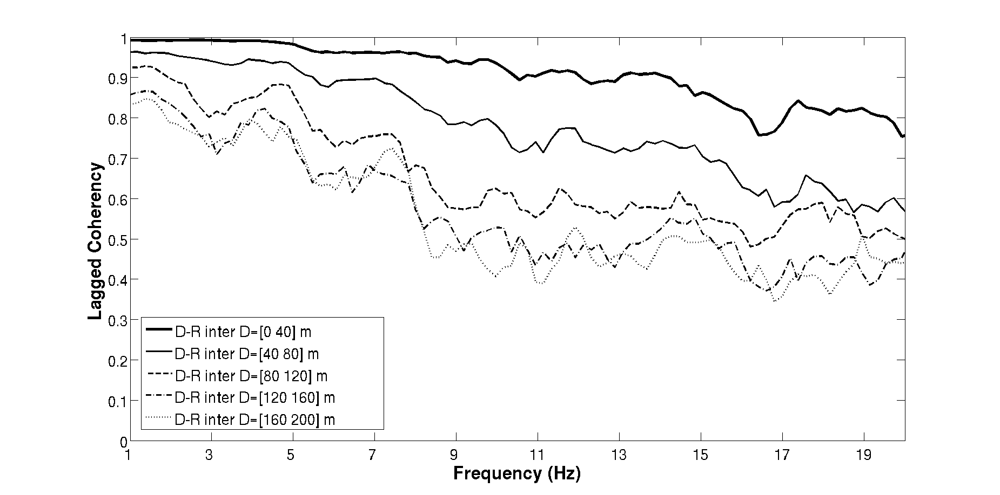 1
0.9
0.8
0.7
0.6
0.5
0.4
0.3
0.2
0.1
0
Lagged Coherency
D-R inter D=[0 40] m
D-R inter D=[40 80] m
D-R inter D=[80 120] m
D-R inter D=[120 160] m
D-R inter D=[160 200] m
1 3 5 7 9 11 13 15 17 19
Frequency (Hz)